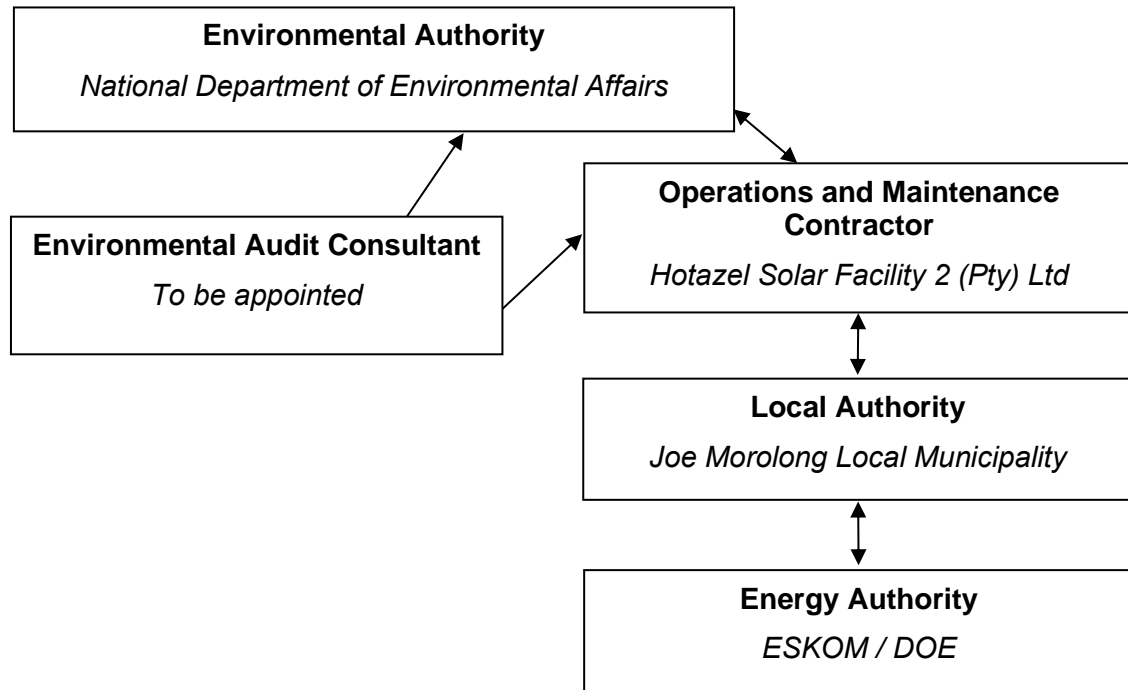 Environmental Authority
National Department of Environmental Affairs
Operations and Maintenance
Contractor
Hotazel Solar Facility 2 (Pty) Ltd
Environmental Audit Consultant
To be appointed
Local Authority
Joe Morolong Local Municipality
Energy Authority
ESKOM / DOE